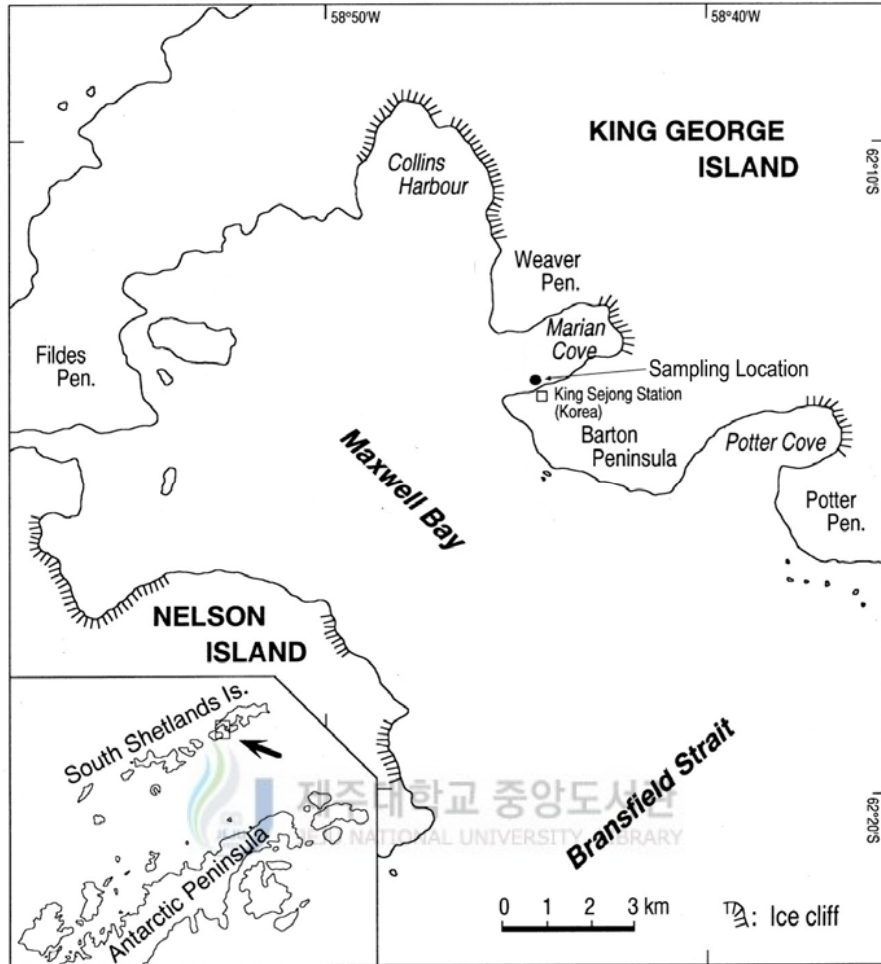 58°50'W
58°40'W
KING GEORGE
ISLAND
62°10'S
Collins
Harbour
Weaver
Pen.
Marian
Cove
Fildes
Pen.
Sampling Location
King Sejong Station
(Korea)
Barton
Peninsula
Potter Cove
Maxwell Bay
Potter
Pen.
NELSON
ISLAND
South Shetlands Is.
Antarctic Peninsula
제주대학교 중앙도서관
NATIONAL UNIVERSITY LIBRARY
Bransfield Strait
62°20'S
0 1 2 3 km
: Ice cliff